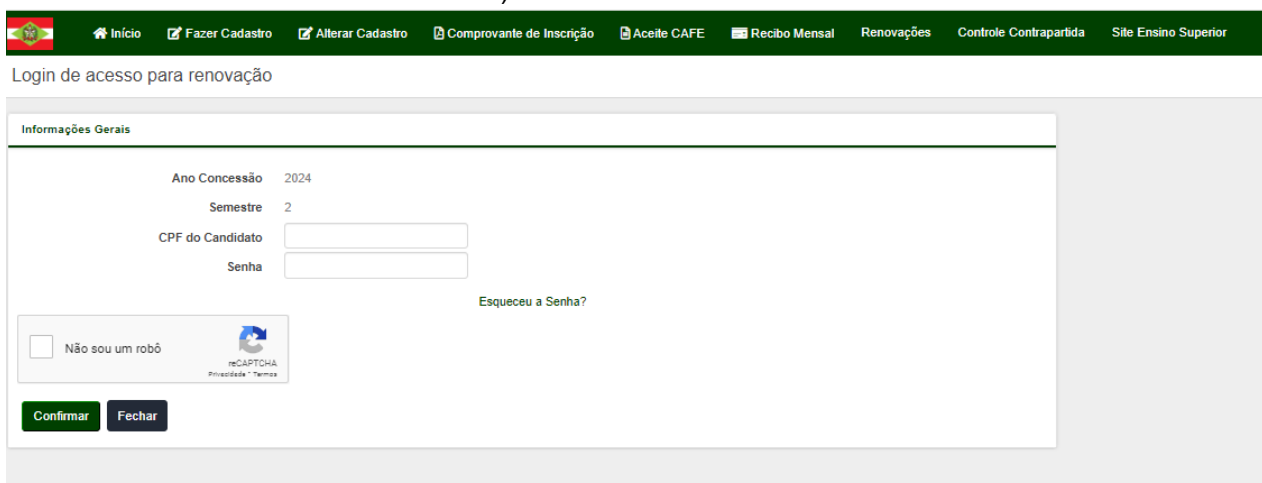 Início Fazer Cadastro Alterar Cadastro Comprovante de Inscrição Aceite CAFE Recibo Mensal Renovações Controle Contrapartida Site Ensino Superior
Login de acesso para renovação
Informações Gerais
Ano Concessão 2024
Semestre 2
CPF do Candidato
Senha
Esqueceu a Senha?
Não sou um robô
reCAPTCHA
Privacidade - Termos
Confirmar Fechar